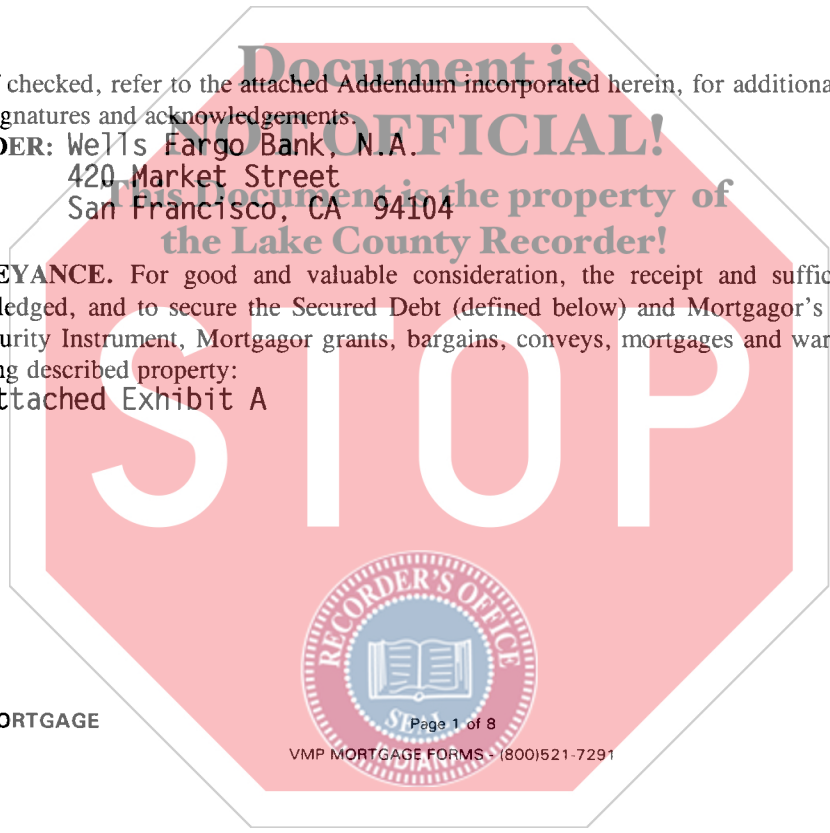 Document is
f checked, refer to the attached Addendum incorporated herein, for additiona
gnatures and acknowledgements.
NOT OFFICIAL!
DER: Wells Fargo Bank, N.A.
420 Market Street
This Document is the property of
San Francisco, CA 94104
the Lake County Recorder!
EYANCE. For good and valuable consideration, the receipt and suffic
ledged, and to secure the Secured Debt (defined below) and Mortgagor's
urity Instrument, Mortgagor grants, bargains, conveys, mortgages and war
ng described property:
ttached Exhibit A
STOP
RECORDER'S OFFICE
SEAL
INDIANA
ORTGAGE
Page 1 of 8
VMP MORTGAGE FORMS - (800)521-7291